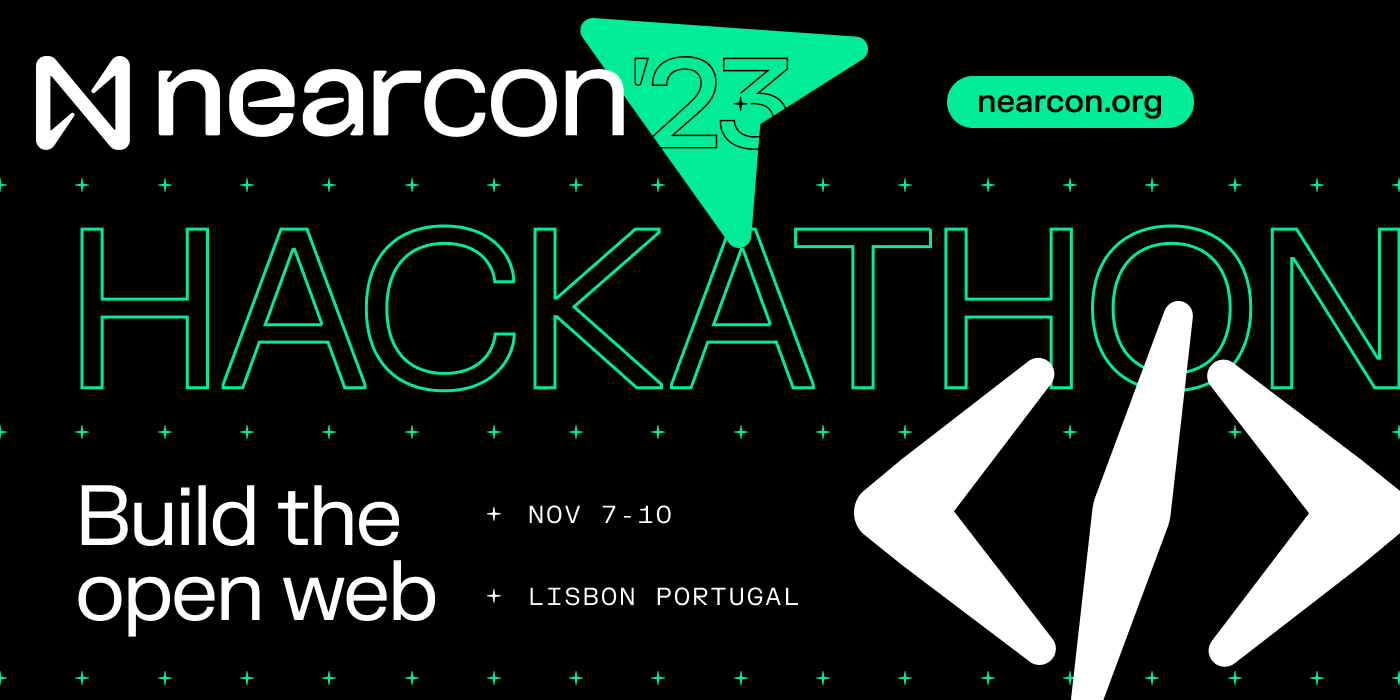 nearcon '23
nearcon.org
HACKATHON
Build the
open web
NOV 7-10
LISBON PORTUGAL